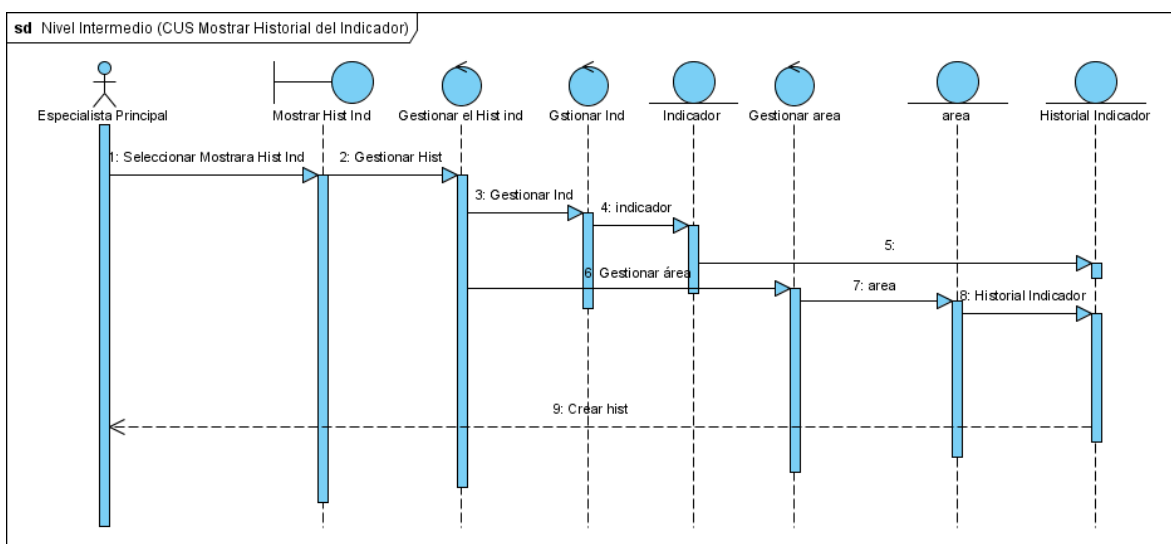 sd Nivel Intermedio (CUS Mostrar Historial del Indicador)
Especialista Principal
Mostrar Hist Ind
Gestionar el Hist ind
Gstionar Ind
Indicador
Gestionar area
area
Historial Indicador
1: Seleccionar Mostrara Hist Ind
2: Gestionar Hist
3: Gestionar Ind
4: indicador
5:
6: Gestionar área
7: area
8: Historial Indicador
9: Crear hist